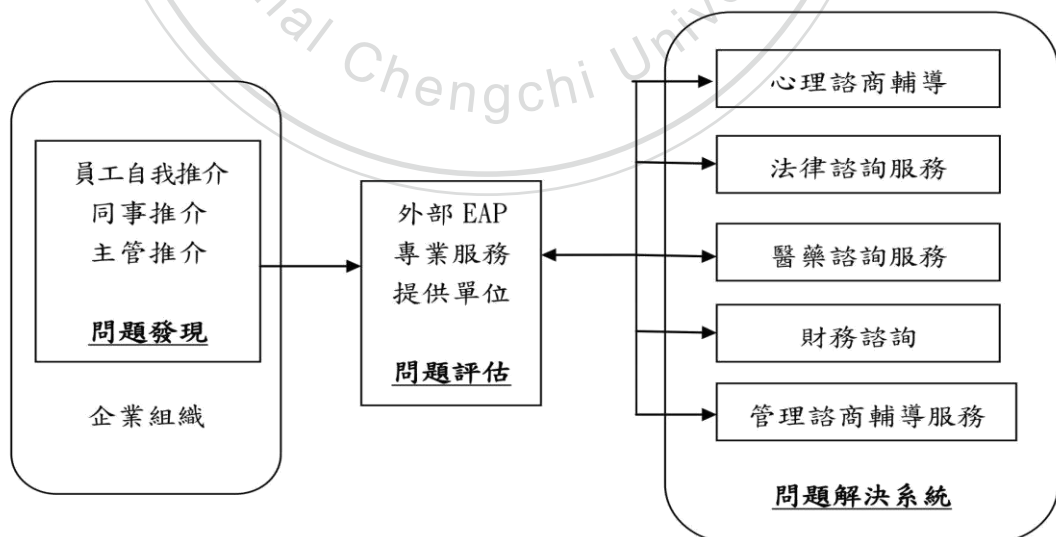 nal Chengchi Unive
員工自我推介
同事推介
主管推介
問題發現
企業組織
外部 EAP
專業服務
提供單位
問題評估
心理諮商輔導
法律諮詢服務
醫藥諮詢服務
財務諮詢
管理諮商輔導服務
問題解決系統